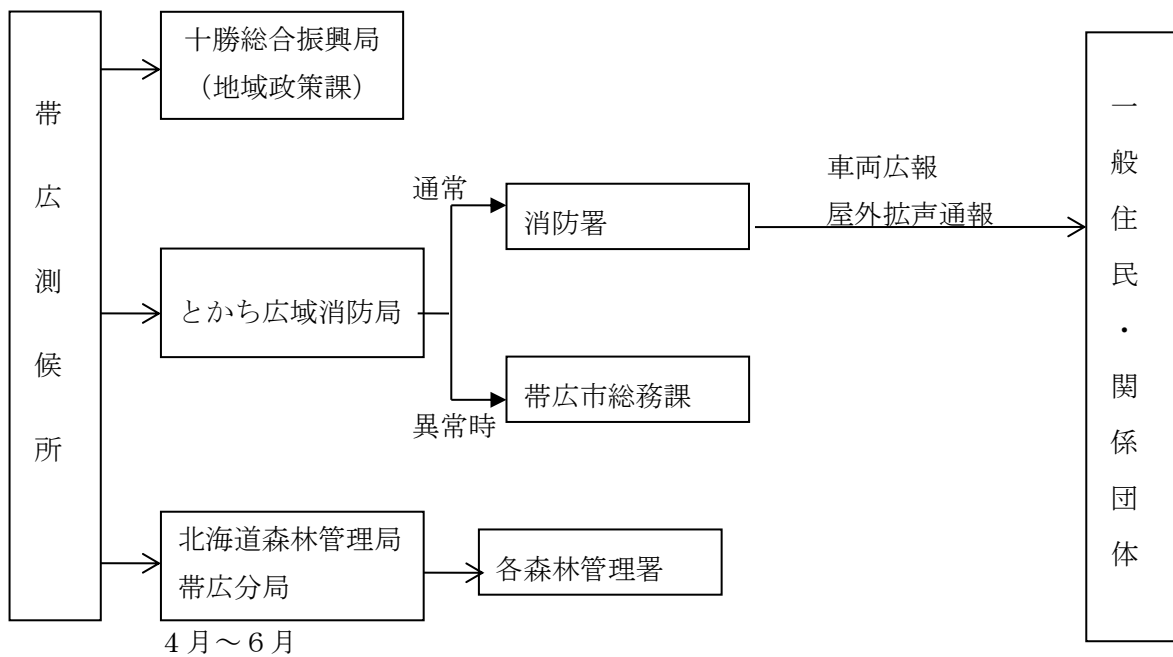 帯広測候所
十勝総合振興局
（地域政策課）
とかち広域消防局
通常
異常時
消防署
帯広市総務課
車両広報
屋外拡声通報
北海道森林管理局
帯広分局
４月～６月
各森林管理署
一般住民・関係団体